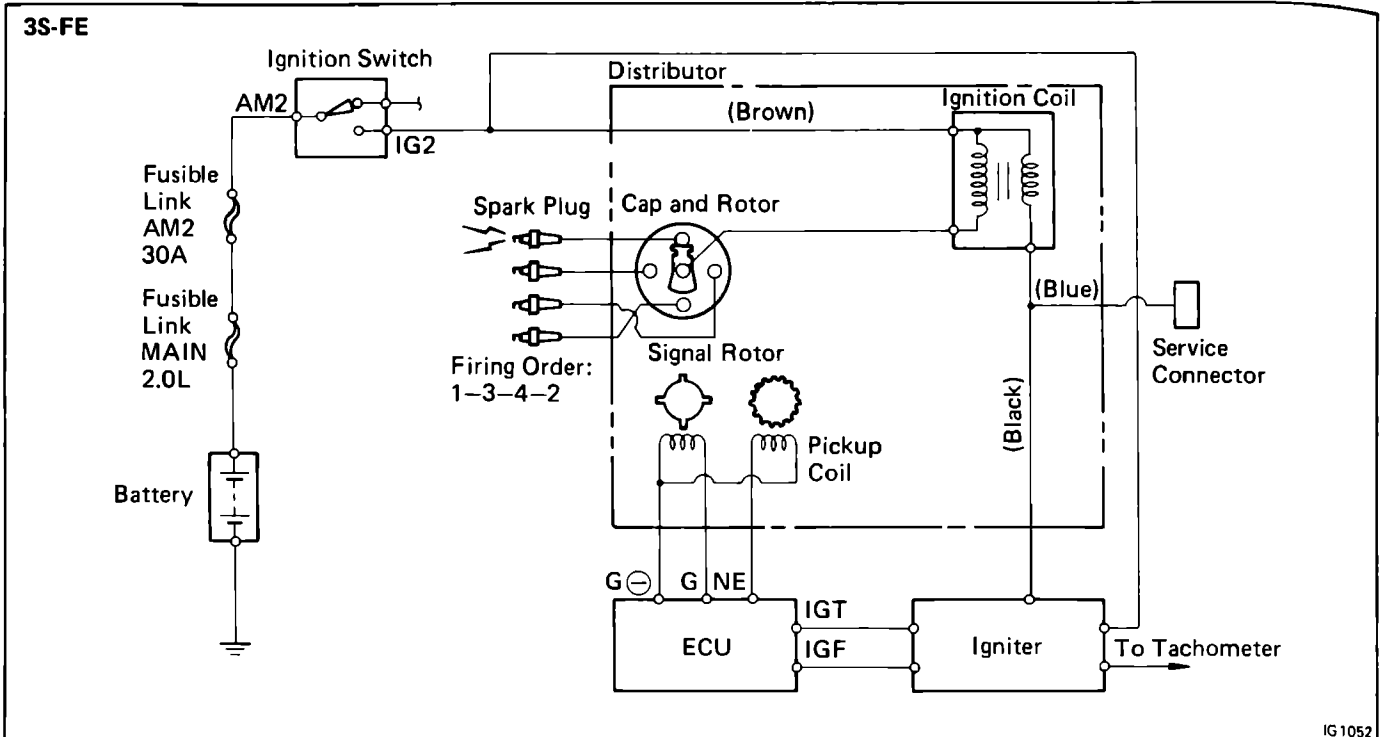 3S-FE
Ignition Switch
AM2
IG2
Distributor
(Brown)
Ignition Coil
Fusible
Link
AM2
30A
Fusible
Link
MAIN
2.0L
Battery
Spark Plug
Cap and Rotor
Firing Order:
1-3-4-2
Signal Rotor
Pickup
Coil
(Blue)
(Black)
Service
Connector
G⊖
G
NE
ECU
IGT
IGF
Igniter
To Tachometer
IG1052